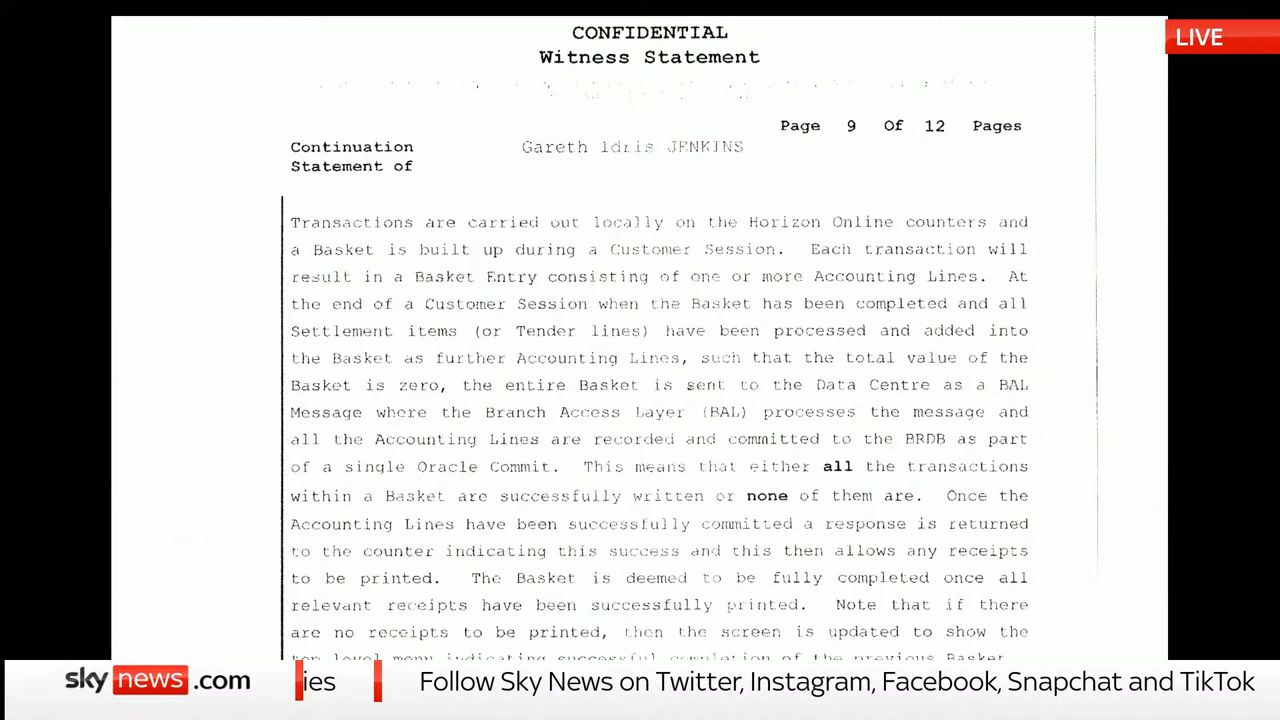 CONFIDENTIAL
Witness Statement
LIVE
Page 9 Of 12 Pages
Continuation
Statement of
Gareth Idris JENKINS
Transactions are carried out locally on the Horizon Online counters and
a Basket is built up during a Customer Session. Each transaction will
result in a Basket Entry consisting of one or more Accounting Lines. At
the end of a Customer Session when the Basket has been completed and all
Settlement items (or Tender lines) have been processed and added into
the Basket as further Accounting Lines, such that the total value of the
Basket is zero, the entire Basket is sent to the Data Centre as a BAL
Message where the Branch Access Layer (BAL) processes the message and
all the Accounting Lines are recorded and committed to the BRDB as part
of a single Oracle Commit. This means that either all the transactions
within a Basket are successfully written or none of them are. Once the
Accounting Lines have been successfully committed a response is returned
to the counter indicating this success and this then allows any receipts
to be printed. The Basket is deemed to be fully completed once all
relevant receipts have been successfully printed. Note that if there
are no receipts to be printed, then the screen is updated to show the
top level menu indicating successful completion of the previous Basket
sky news .com
ies
Follow Sky News on Twitter, Instagram, Facebook, Snapchat and TikTok